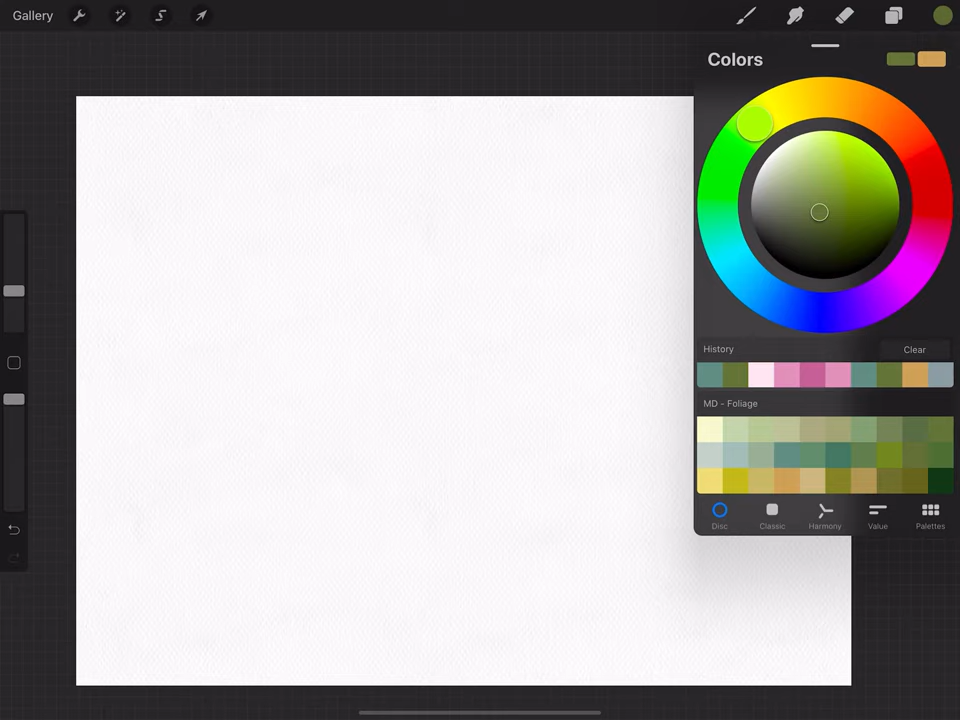 Gallery
Colors
History Clear
MD - Foliage
Disc Classic Harmony Value Palettes